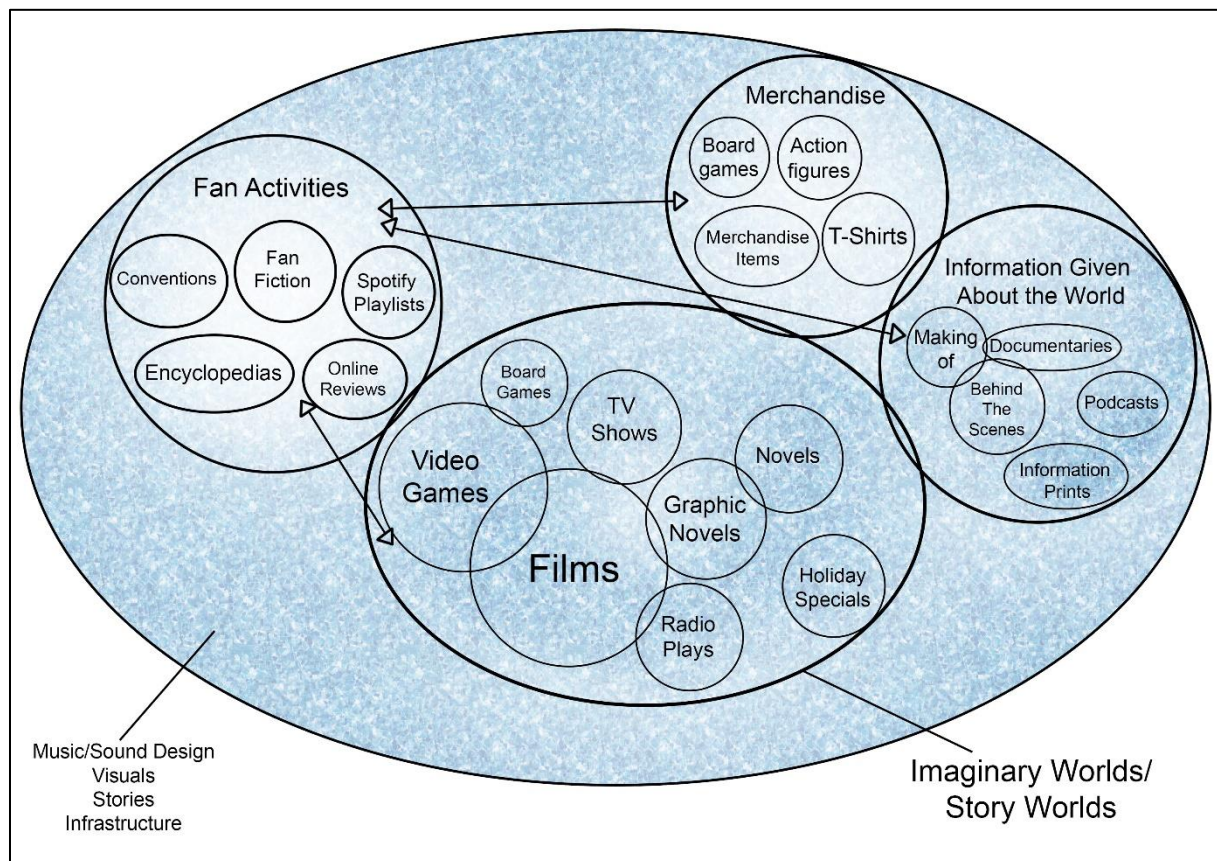 Merchandise
Board
games
Action
figures
Merchandise
Items
T-Shirts
Fan Activities
Conventions
Fan
Fiction
Spotify
Playlists
Encyclopedias
Online
Reviews
Information Given
About the World
Making
of
Documentaries
Behind
The
Scenes
Podcasts
Information
Prints
Board
Games
TV
Shows
Video
Games
Novels
Graphic
Novels
Films
Holiday
Specials
Radio
Plays
Music/Sound Design
Visuals
Stories
Infrastructure
Imaginary Worlds/
Story Worlds